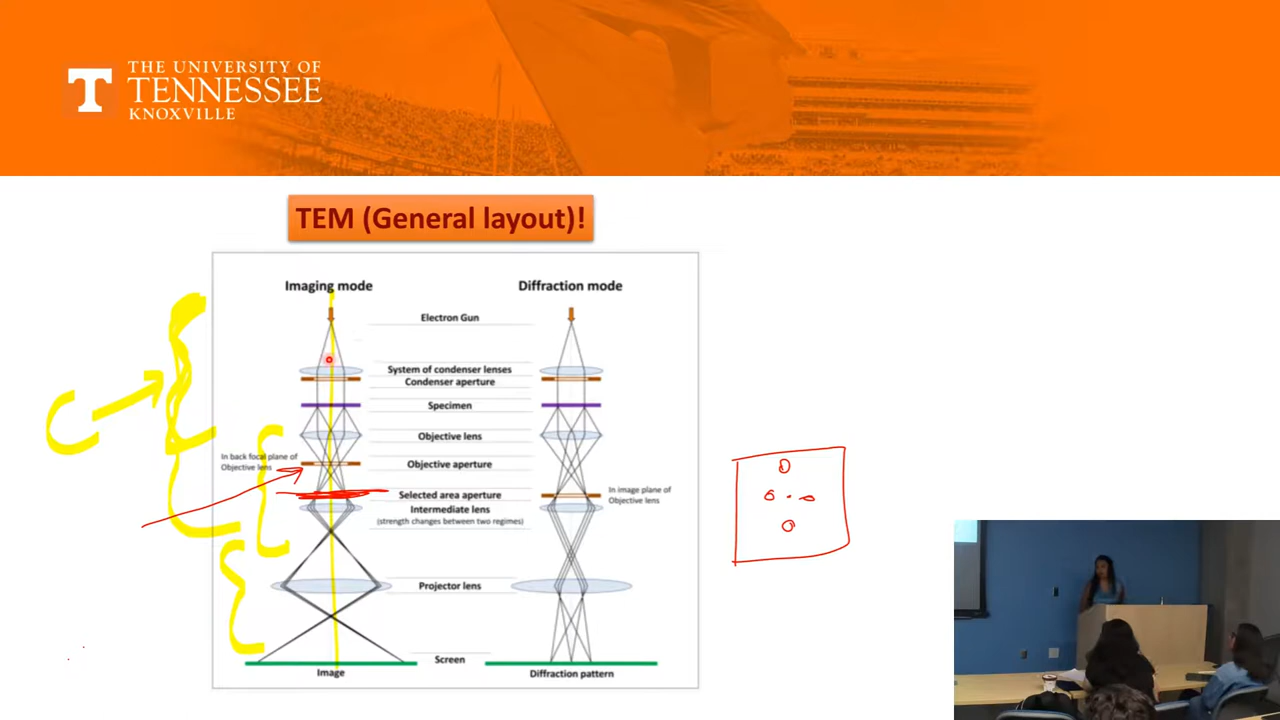 THE UNIVERSITY OF
TENNESSEE
KNOXVILLE
T
TEM (General layout)!
Imaging mode
Diffraction mode
Electron Gun
System of condenser lenses
Condenser aperture
Specimen
Objective lens
In back focal plane of
Objective lens
Objective aperture
Selected area aperture
In image plane of
Objective lens
Intermediate lens
(strength changes between two regimes)
Projector lens
Screen
Image
Diffraction pattern